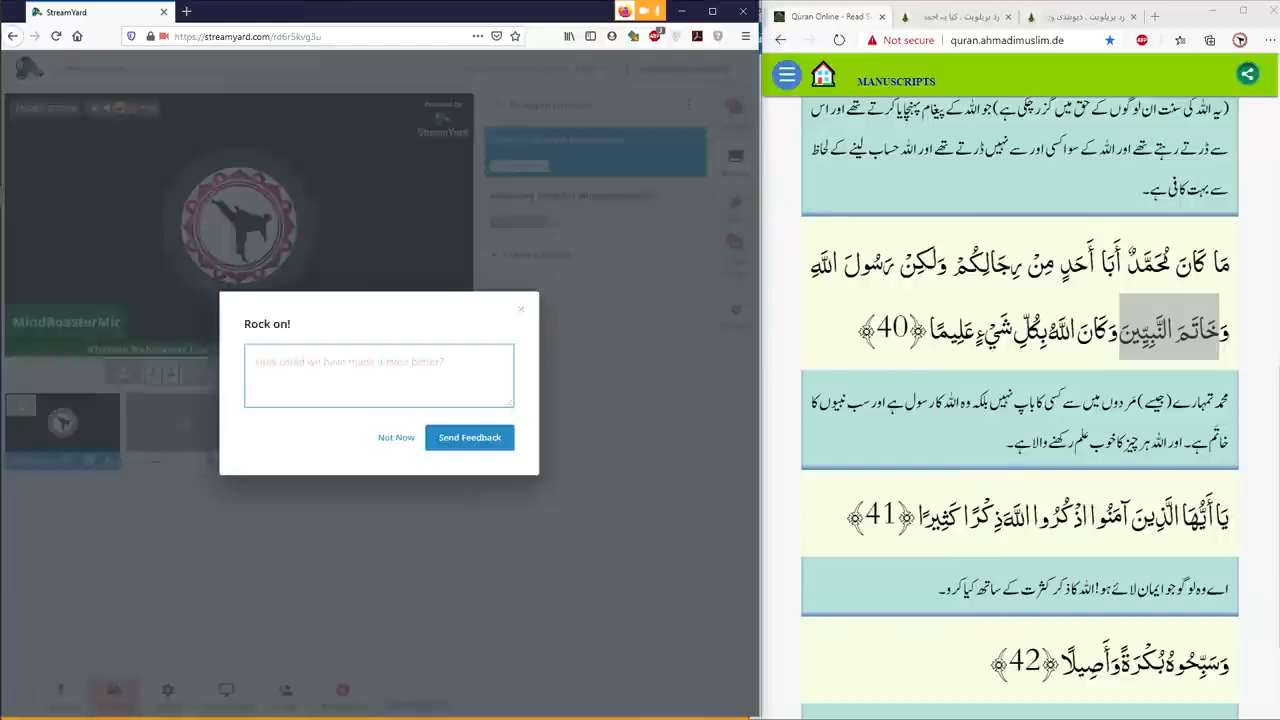 StreamYard
https://streamyard.com/rd6r5kvg3u
Powered by
StreamYard
MindRoasterMic
Rock on!
How could we have made it even better?
Not Now
Send Feedback
Quran Online - Read S
Not secure
quran.ahmadimuslim.de
MANUSCRIPTS
(یہ اللہ کی سنت ان لوگوں کے حق میں گزر چکی ہے) جو اللہ کے پیغام پہنچایا کرتے تھے اور اس
سے ڈرتے رہتے تھے اور اللہ کے سوا کسی اور سے نہیں ڈرتے تھے اور اللہ حساب لینے کے لحاظ
سے بہت کافی ہے۔
مَا كَانَ مُحَمَّدٌ أَبَا أَحَدٍ مِنْ رِجَالِكُمْ وَلَكِنْ رَسُولَ اللَّهِ
وَخَاتَمَ النَّبِيِّينَ وَكَانَ اللَّهُ بِكُلِّ شَيْءٍ عَلِيمًا ﴿40﴾
محمد تمہارے (جیسے) مَردوں میں سے کسی کا باپ نہیں بلکہ وہ اللہ کا رسول ہے اور سب نبیوں کا
خاتَم ہے۔ اور اللہ ہر چیز کا خوب علم رکھنے والا ہے۔
يَا أَيُّهَا الَّذِينَ آمَنُوا اذْكُرُوا اللَّهَ ذِكْرًا كَثِيرًا ﴿41﴾
اے وہ لوگو جو ایمان لائے ہو! اللہ کا ذکر کثرت کے ساتھ کیا کرو۔
وَسَبِّحُوهُ بُكْرَةً وَأَصِيلًا ﴿42﴾